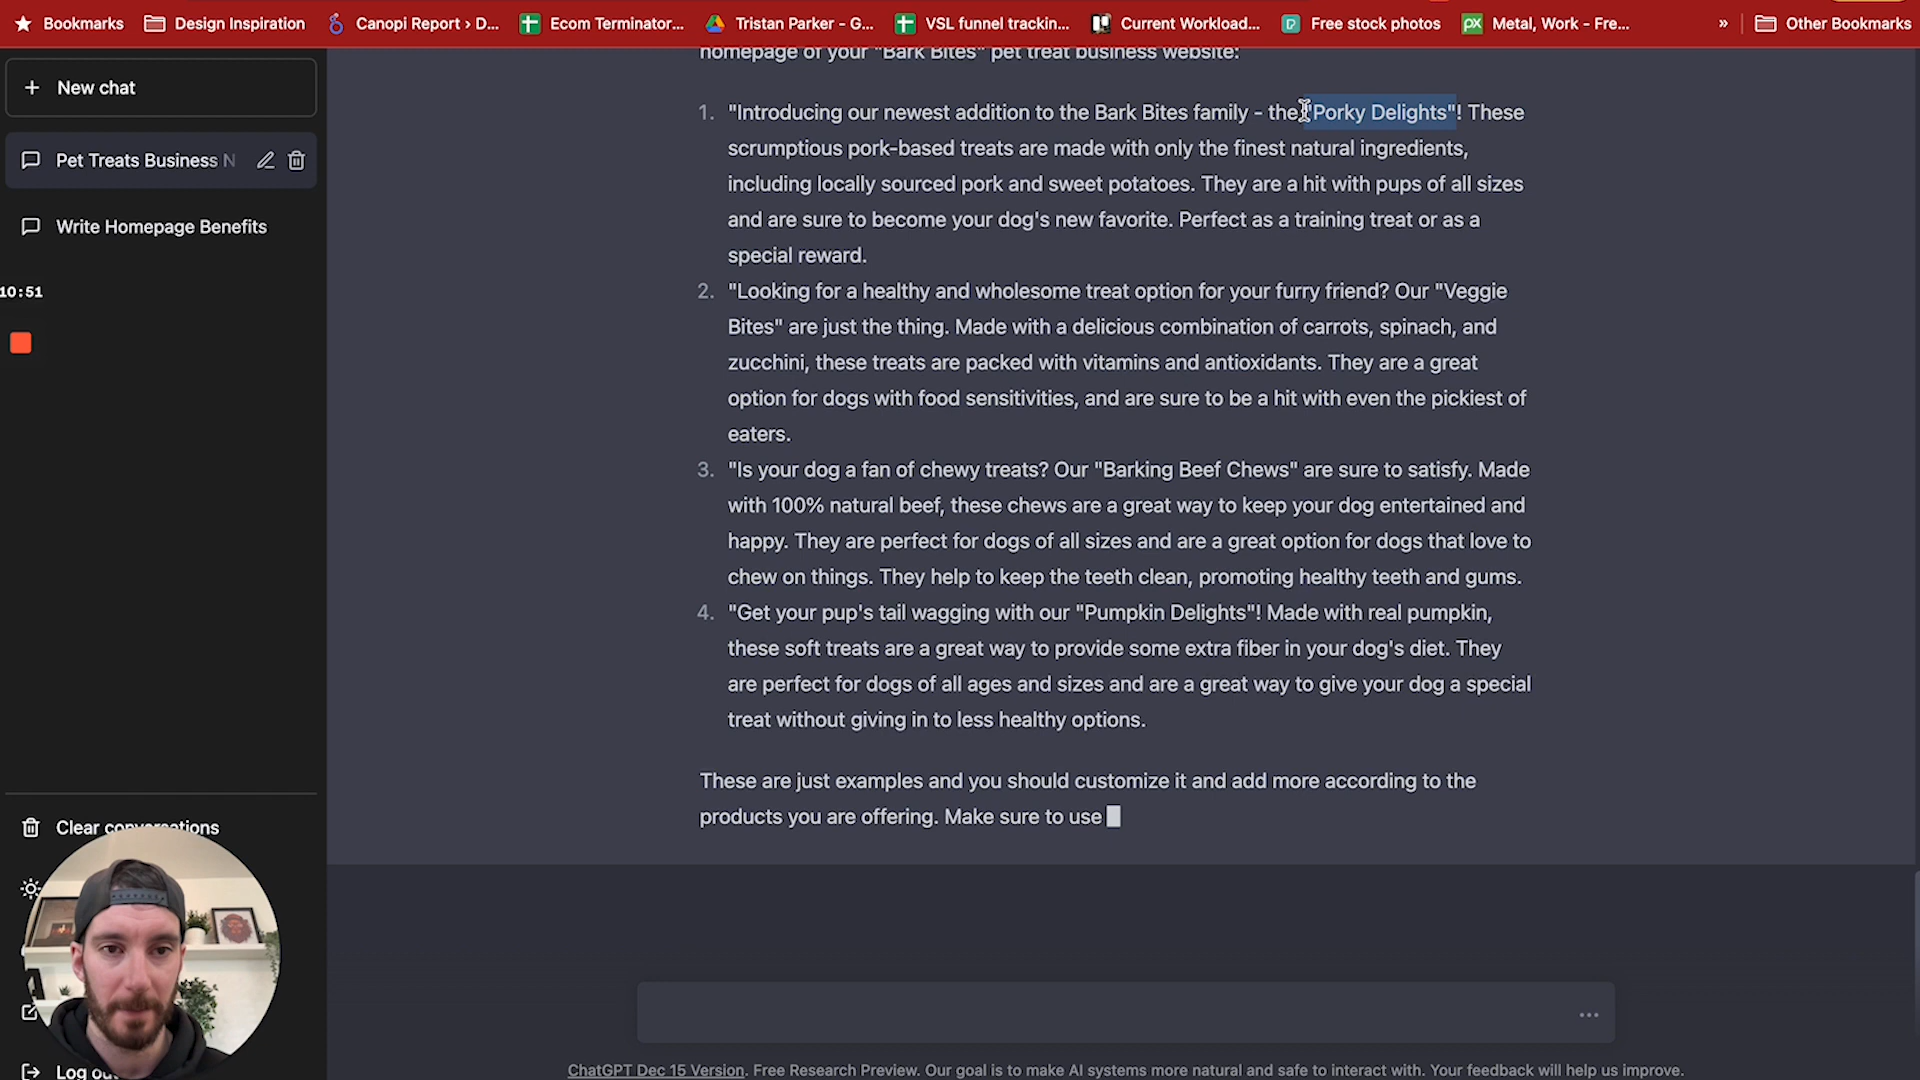 Bookmarks Design Inspiration Canopi Report › D... Ecom Terminator... Tristan Parker - G... VSL funnel trackin... Current Workload... Free stock photos Metal, Work - Fre... » Other Bookmarks
homepage of your "Bark Bites" pet treat business website:
+ New chat
Pet Treats Business N
Write Homepage Benefits
10:51
1. "Introducing our newest addition to the Bark Bites family - the "Porky Delights"! These
scrumptious pork-based treats are made with only the finest natural ingredients,
including locally sourced pork and sweet potatoes. They are a hit with pups of all sizes
and are sure to become your dog's new favorite. Perfect as a training treat or as a
special reward.
2. "Looking for a healthy and wholesome treat option for your furry friend? Our "Veggie
Bites" are just the thing. Made with a delicious combination of carrots, spinach, and
zucchini, these treats are packed with vitamins and antioxidants. They are a great
option for dogs with food sensitivities, and are sure to be a hit with even the pickiest of
eaters.
3. "Is your dog a fan of chewy treats? Our "Barking Beef Chews" are sure to satisfy. Made
with 100% natural beef, these chews are a great way to keep your dog entertained and
happy. They are perfect for dogs of all sizes and are a great option for dogs that love to
chew on things. They help to keep the teeth clean, promoting healthy teeth and gums.
4. "Get your pup's tail wagging with our "Pumpkin Delights"! Made with real pumpkin,
these soft treats are a great way to provide some extra fiber in your dog's diet. They
are perfect for dogs of all ages and sizes and are a great way to give your dog a special
treat without giving in to less healthy options.
These are just examples and you should customize it and add more according to the
products you are offering. Make sure to use
Clear conversations
Log out
ChatGPT Dec 15 Version. Free Research Preview. Our goal is to make AI systems more natural and safe to interact with. Your feedback will help us improve.